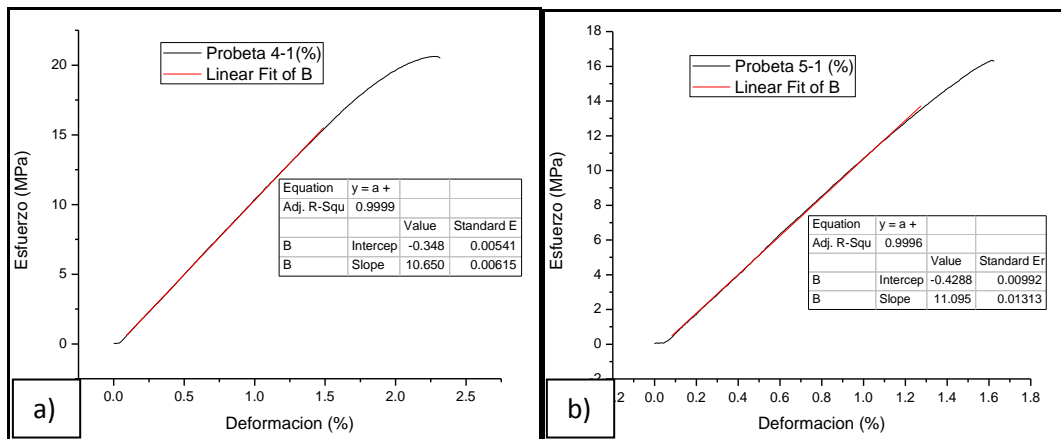 Probeta 4-1(%)
Linear Fit of B
Esfuerzo (MPa)
20
15
10
5
0
Equation y = a +
Adj. R-Squ 0.9999
Value Standard E
B Intercep -0.348 0.00541
B Slope 10.650 0.00615
0.0 0.5 1.0 1.5 2.0 2.5
Deformacion (%)
a)
Probeta 5-1 (%)
Linear Fit of B
Esfuerzo (MPa)
18
16
14
12
10
8
6
4
2
0
-2
Equation y = a +
Adj. R-Squ 0.9996
Value Standard Er
B Intercep -0.4288 0.00992
B Slope 11.095 0.01313
.2 0.0 0.2 0.4 0.6 0.8 1.0 1.2 1.4 1.6 1.8
Deformacion (%)
b)